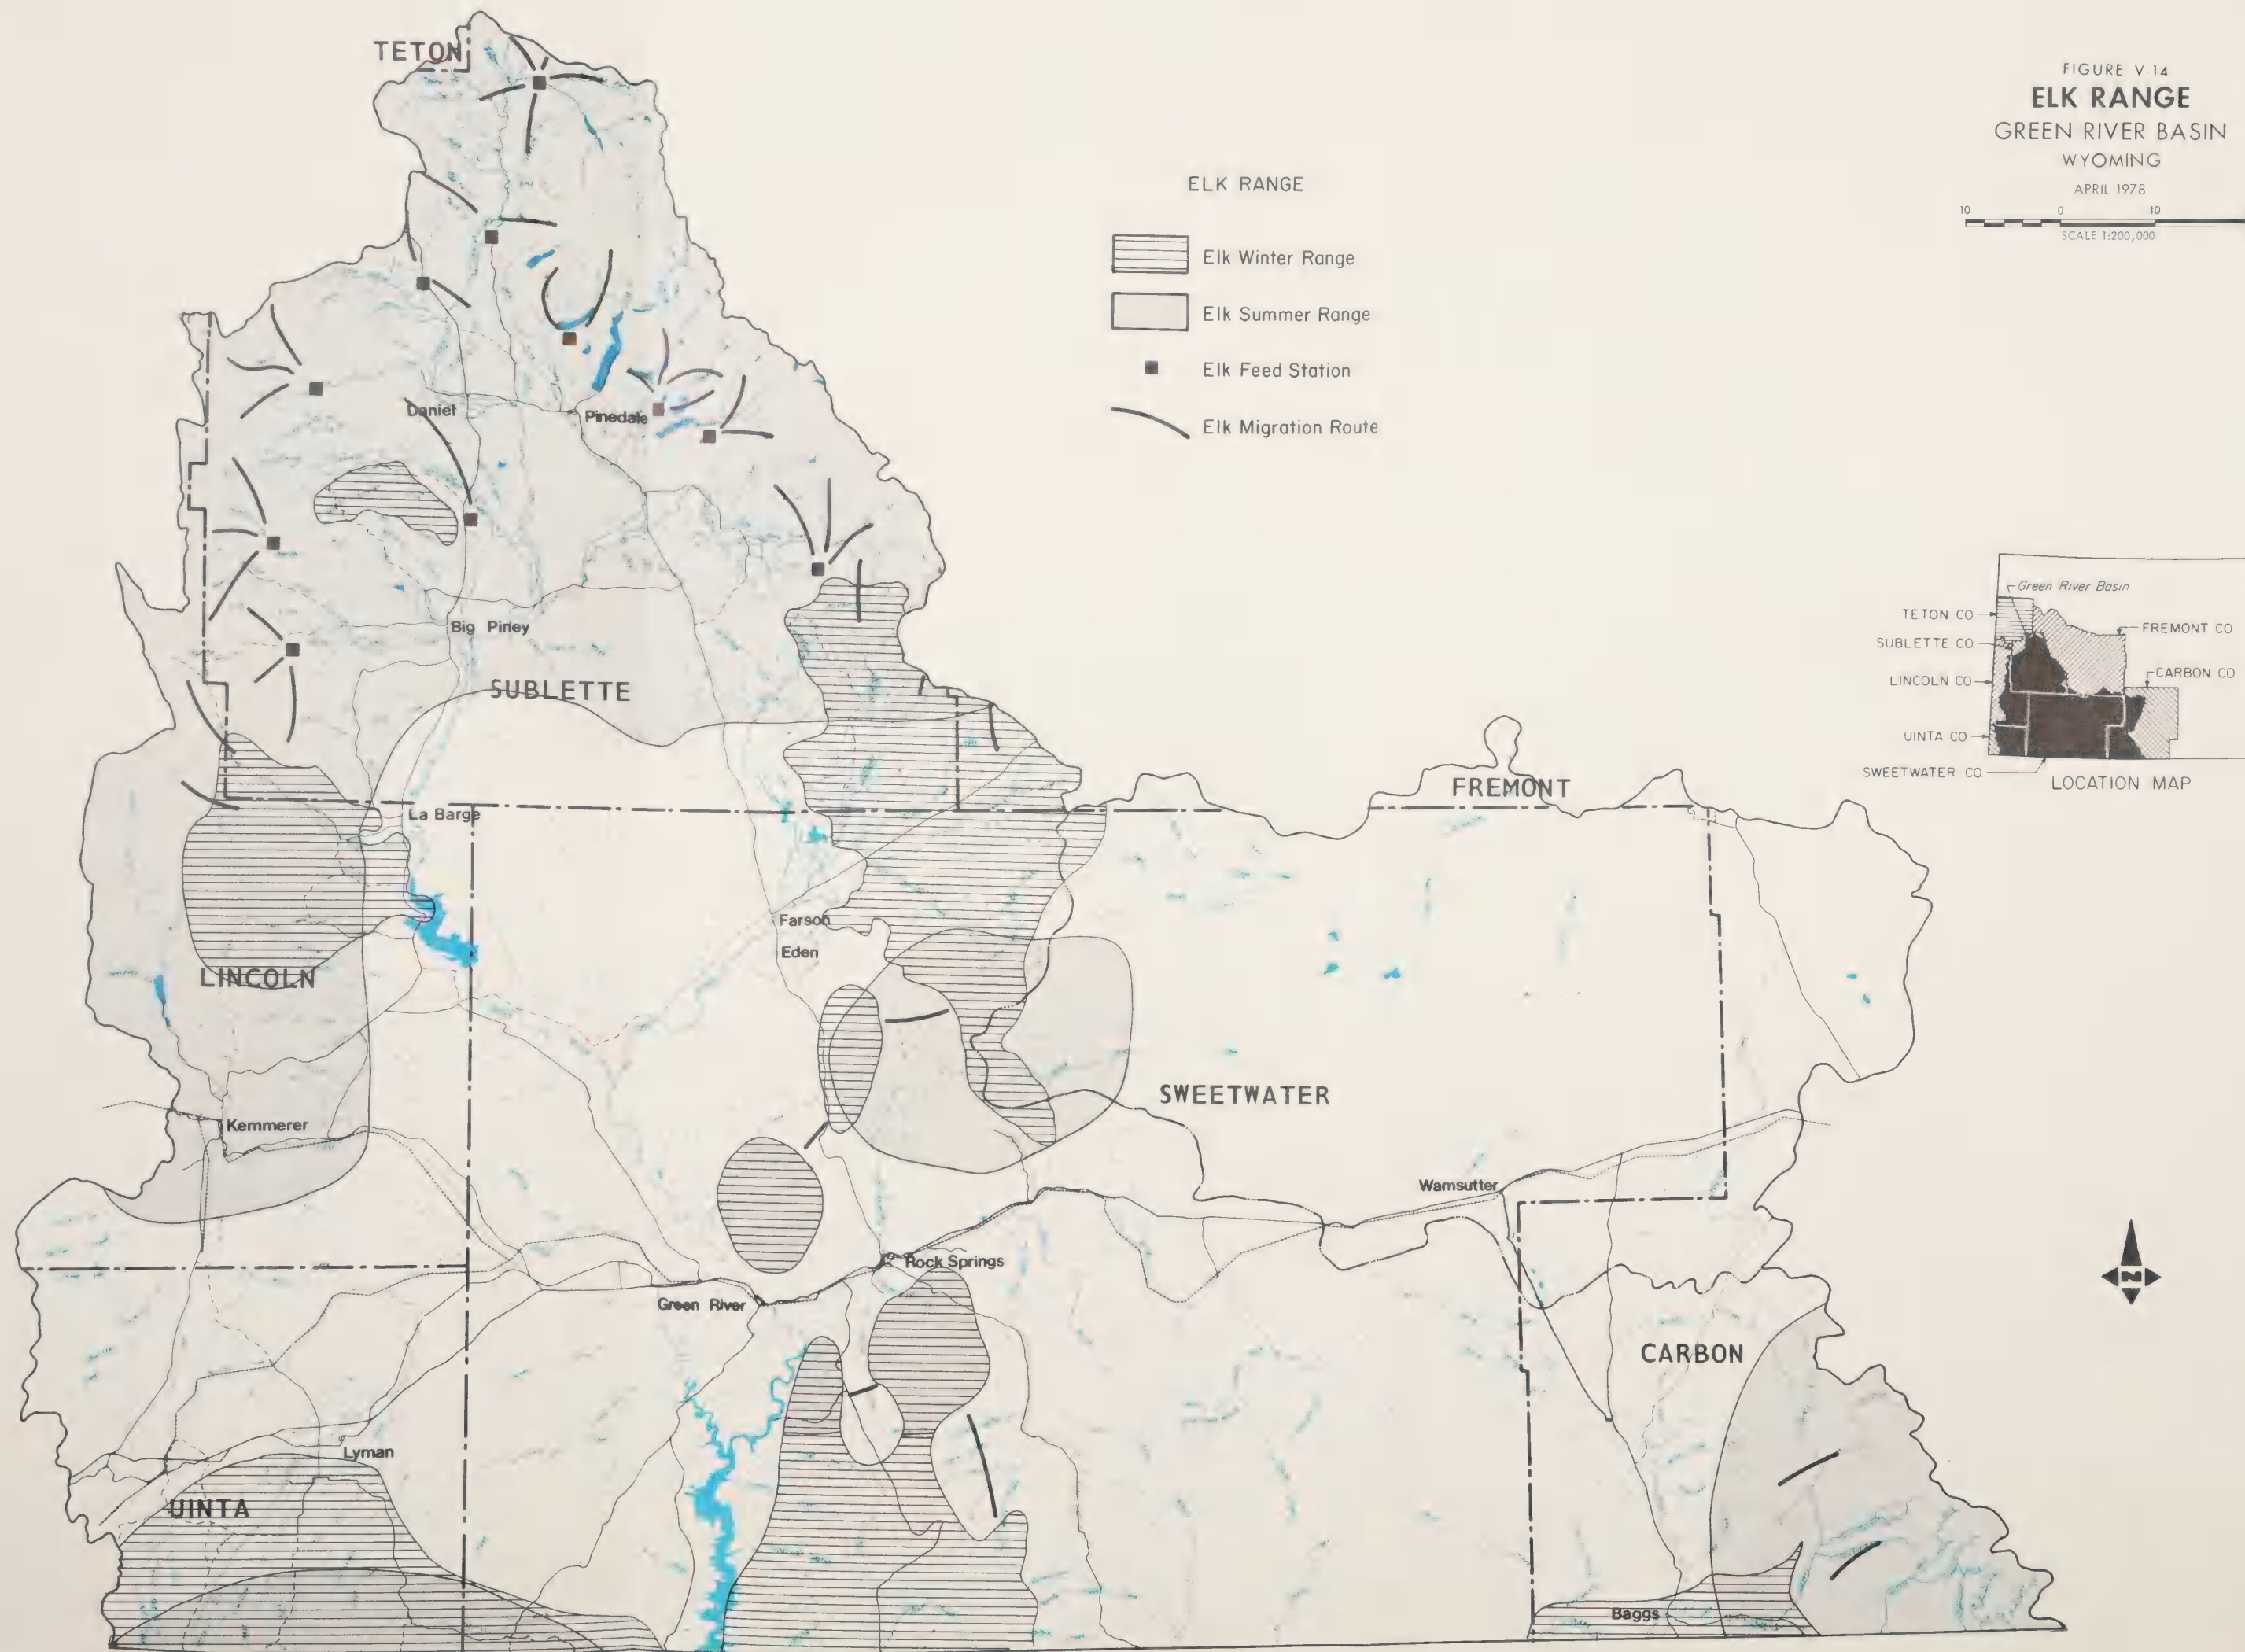 FIGURE V 14
ELK RANGE
GREEN RIVER BASIN
WYOMING
APRIL 1978
10 0 10
SCALE 1:200,000
ELK RANGE
Elk Winter Range
Elk Summer Range
Elk Feed Station
Elk Migration Route
TETON
Daniel
Pinedale
Big Piney
SUBLETTE
La Barge
FREMONT
Farson
Eden
LINCOLN
SWEETWATER
Kemmerer
Wamsutter
Rock Springs
Green River
CARBON
Lyman
UINTA
Baggs
Green River Basin
TETON CO
FREMONT CO
SUBLETTE CO
CARBON CO
LINCOLN CO
UINTA CO
SWEETWATER CO
LOCATION MAP
N